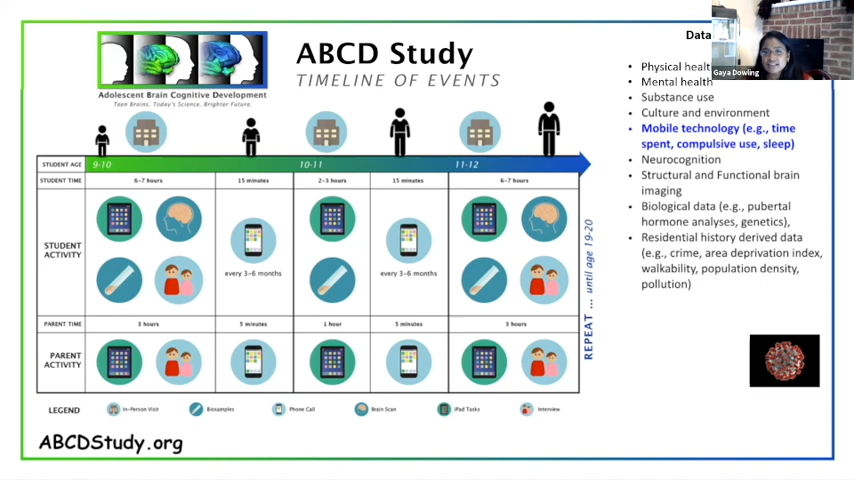 Data
Gaya Dowling
ABCD Study
TIMELINE OF EVENTS
Adolescent Brain Cognitive Development
Teen Brains. Today's Science. Brighter Future.
STUDENT AGE 9-10 10-11 11-12
STUDENT TIME 6-7 hours 15 minutes 2-3 hours 15 minutes 6-7 hours
STUDENT
ACTIVITY
every 3-6 months every 3-6 months
PARENT TIME 3 hours 5 minutes 1 hour 5 minutes 3 hours
PARENT
ACTIVITY
REPEAT ... until age 19-20
LEGEND In-Person Visit Biosamples Phone Call Brain Scan iPad Tasks Interview
ABCDStudy.org
• Physical health
• Mental health
• Substance use
• Culture and environment
• Mobile technology (e.g., time
spent, compulsive use, sleep)
• Neurocognition
• Structural and Functional brain
imaging
• Biological data (e.g., pubertal
hormone analyses, genetics),
• Residential history derived data
(e.g., crime, area deprivation index,
walkability, population density,
pollution)